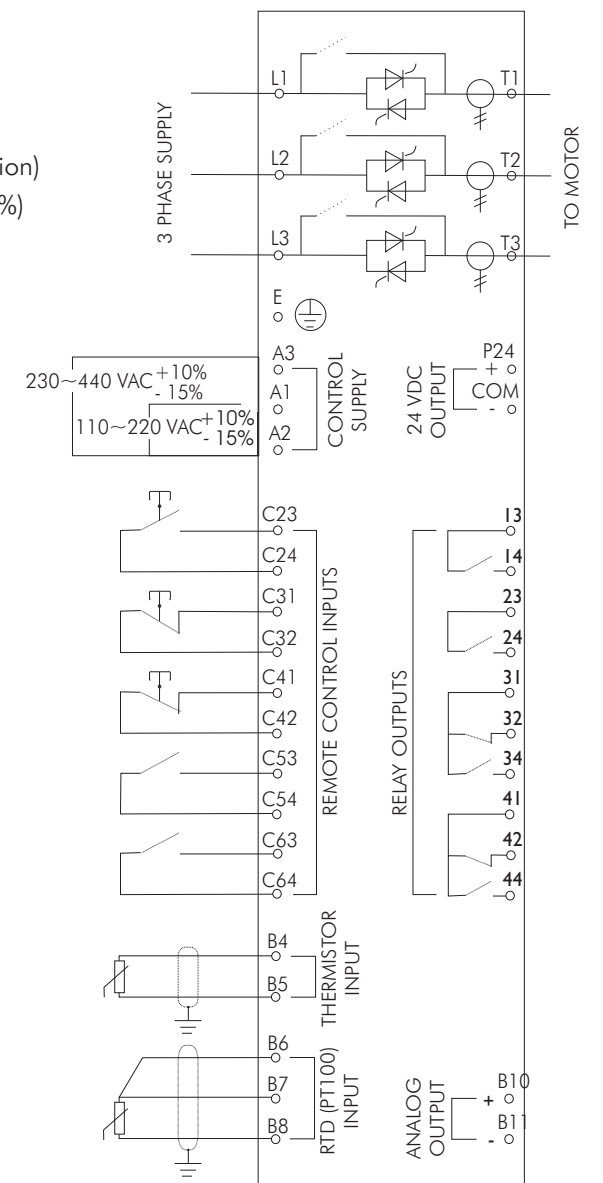 ion)
%)
3 PHASE SUPPLY
L1
T1
L2
T2
L3
T3
TO MOTOR
E
A3
230~440 VAC +10%
- 15%
A1
110~220 VAC +10%
- 15%
A2
CONTROL
SUPPLY
24 VDC
OUTPUT
P24
+
COM
-
C23
C24
C31
C32
C41
C42
C53
C54
C63
C64
REMOTE CONTROL INPUTS
RELAY OUTPUTS
13
14
23
24
31
32
34
41
42
44
B4
B5
THERMISTOR
INPUT
B6
B7
B8
RTD (PT100)
INPUT
ANALOG
OUTPUT
B10
+
B11
-